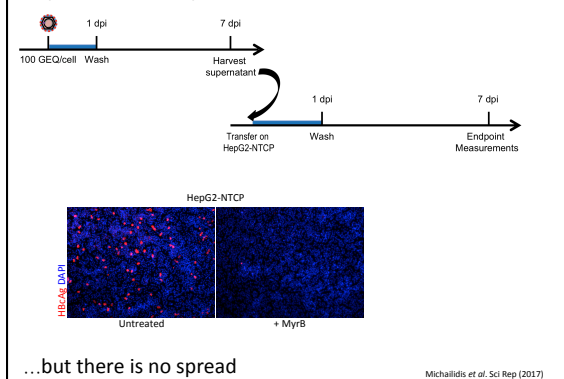 1 dpi
7 dpi
100 GEQ/cell
Wash
Harvest
supernatant
1 dpi
7 dpi
Transfer on
HepG2-NTCP
Wash
Endpoint
Measurements
HepG2-NTCP
HBcAg DAPI
Untreated
+ MyrB
...but there is no spread
Michailidis et al. Sci Rep (2017)